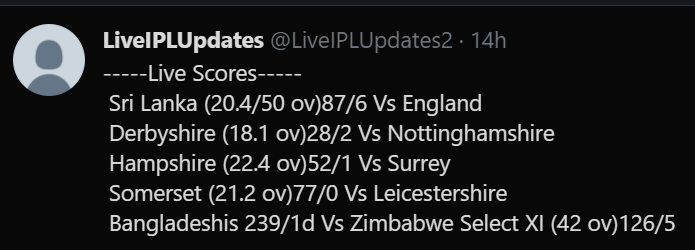 LiveIPLUpdates @LiveIPLUpdates2 · 14h
-----Live Scores-----
Sri Lanka (20.4/50 ov)87/6 Vs England
Derbyshire (18.1 ov)28/2 Vs Nottinghamshire
Hampshire (22.4 ov)52/1 Vs Surrey
Somerset (21.2 ov)77/0 Vs Leicestershire
Bangladeshis 239/1d Vs Zimbabwe Select XI (42 ov)126/5